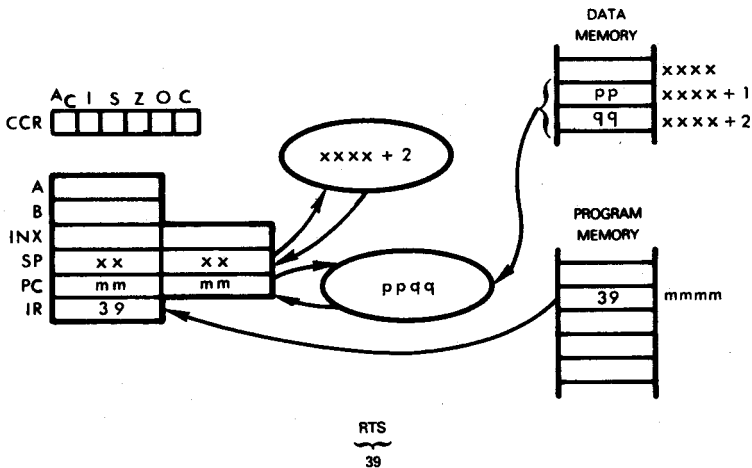 DATA
MEMORY
xxxx
pp xxxx + 1
qq xxxx + 2
AC I S Z O C
CCR
xxxx + 2
A
B
INX
SP xx xx
PC mm mm
IR 39
ppqq
PROGRAM
MEMORY
39 mmmm
RTS
39